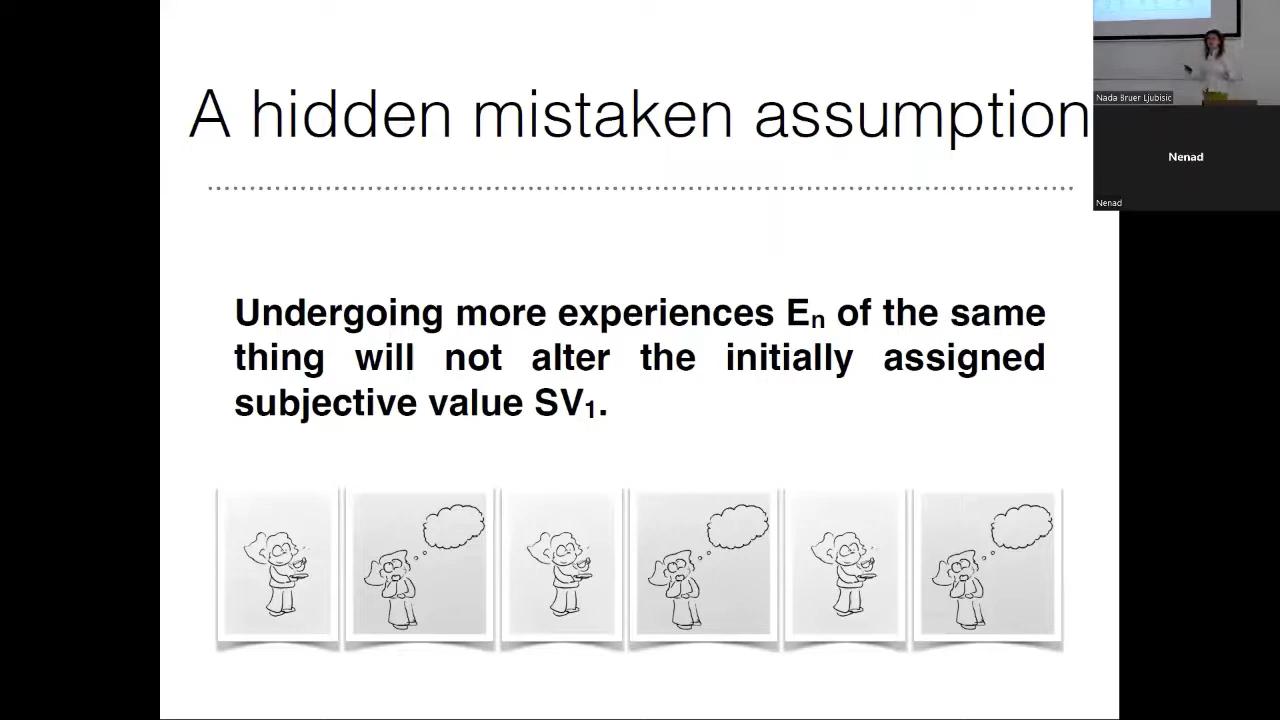 A hidden mistaken assumption
Undergoing more experiences Eₙ of the same
thing will not alter the initially assigned
subjective value SV₁.
Nada Bruer Ljubisic
Nenad
Nenad